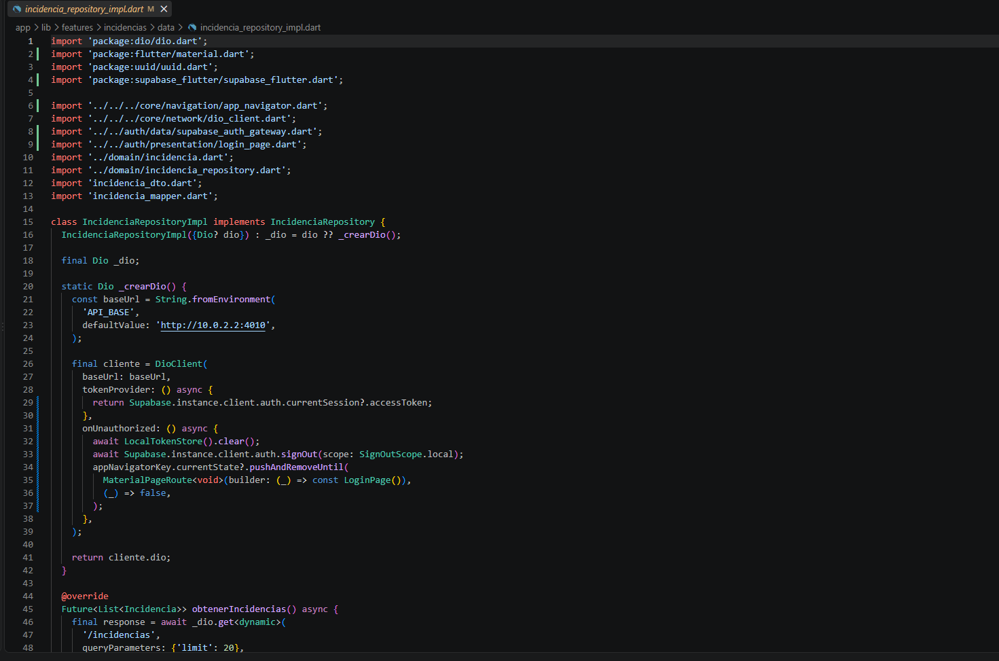 incidencia_repository_impl.dart M ×
app > lib > features > incidencias > data > incidencia_repository_impl.dart
1 import 'package:dio/dio.dart';
2 import 'package:flutter/material.dart';
3 import 'package:uuid/uuid.dart';
4 import 'package:supabase_flutter/supabase_flutter.dart';
5
6 import '../../../core/navigation/app_navigator.dart';
7 import '../../../core/network/dio_client.dart';
8 import '../../auth/data/supabase_auth_gateway.dart';
9 import '../../auth/presentation/login_page.dart';
10 import '../domain/incidencia.dart';
11 import '../domain/incidencia_repository.dart';
12 import 'incidencia_dto.dart';
13 import 'incidencia_mapper.dart';
14
15 class IncidenciaRepositoryImpl implements IncidenciaRepository {
16   IncidenciaRepositoryImpl({Dio? dio}) : _dio = dio ?? _crearDio();
17
18   final Dio _dio;
19
20   static Dio _crearDio() {
21     const baseUrl = String.fromEnvironment(
22       'API_BASE',
23       defaultValue: 'http://10.0.2.2:4010',
24     );
25
26     final cliente = DioClient(
27       baseUrl: baseUrl,
28       tokenProvider: () async {
29         return Supabase.instance.client.auth.currentSession?.accessToken;
30       },
31       onUnauthorized: () async {
32         await LocalTokenStore().clear();
33         await Supabase.instance.client.auth.signOut(scope: SignOutScope.local);
34         appNavigatorKey.currentState?.pushAndRemoveUntil(
35           MaterialPageRoute<void>(builder: (_) => const LoginPage()),
36           (_) => false,
37         );
38       },
39     );
40
41     return cliente.dio;
42   }
43
44   @override
45   Future<List<Incidencia>> obtenerIncidencias() async {
46     final response = await _dio.get<dynamic>(
47       '/incidencias',
48       queryParameters: {'limit': 20},